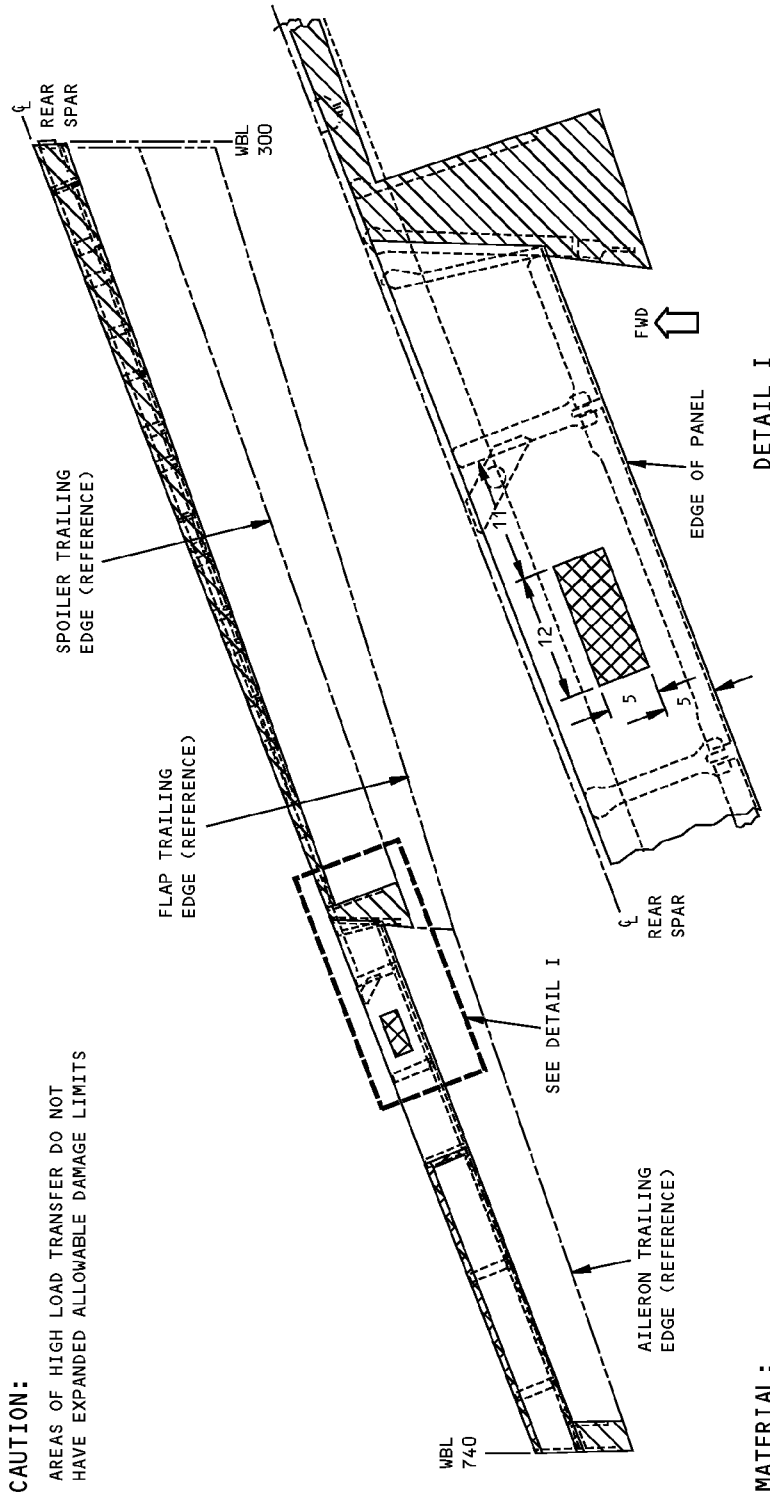 CAUTION:
AREAS OF HIGH LOAD TRANSFER DO NOT
HAVE EXPANDED ALLOWABLE DAMAGE LIMITS
SPOILER TRAILING
EDGE (REFERENCE)
FLAP TRAILING
EDGE (REFERENCE)
℄
REAR
SPAR
WBL
300
WBL
740
AILERON TRAILING
EDGE (REFERENCE)
SEE DETAIL I
℄
REAR
SPAR
12
11
5
5
EDGE OF PANEL
FWD
DETAIL I
MATERIAL: